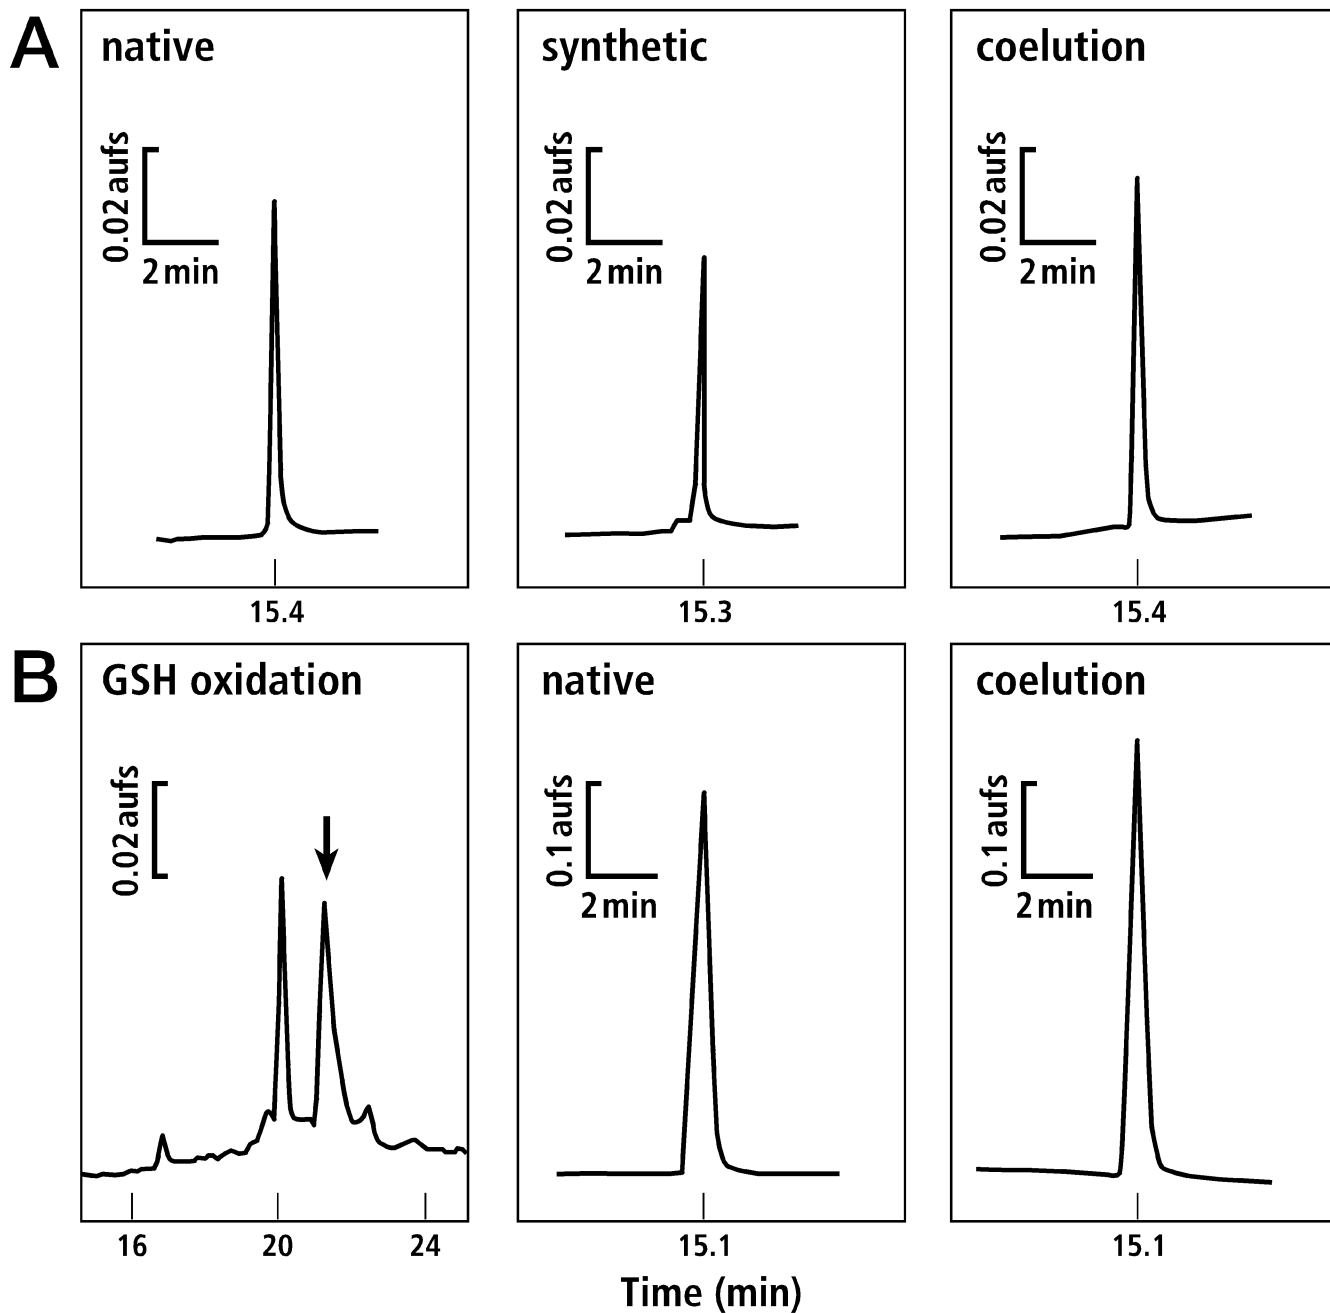 A
native
synthetic
coelution
0.02 aufs
2 min
0.02 aufs
2 min
0.02 aufs
2 min
15.4
15.3
15.4
B
GSH oxidation
native
coelution
0.02 aufs
0.1 aufs
2 min
0.1 aufs
2 min
16
20
24
15.1
15.1
Time (min)